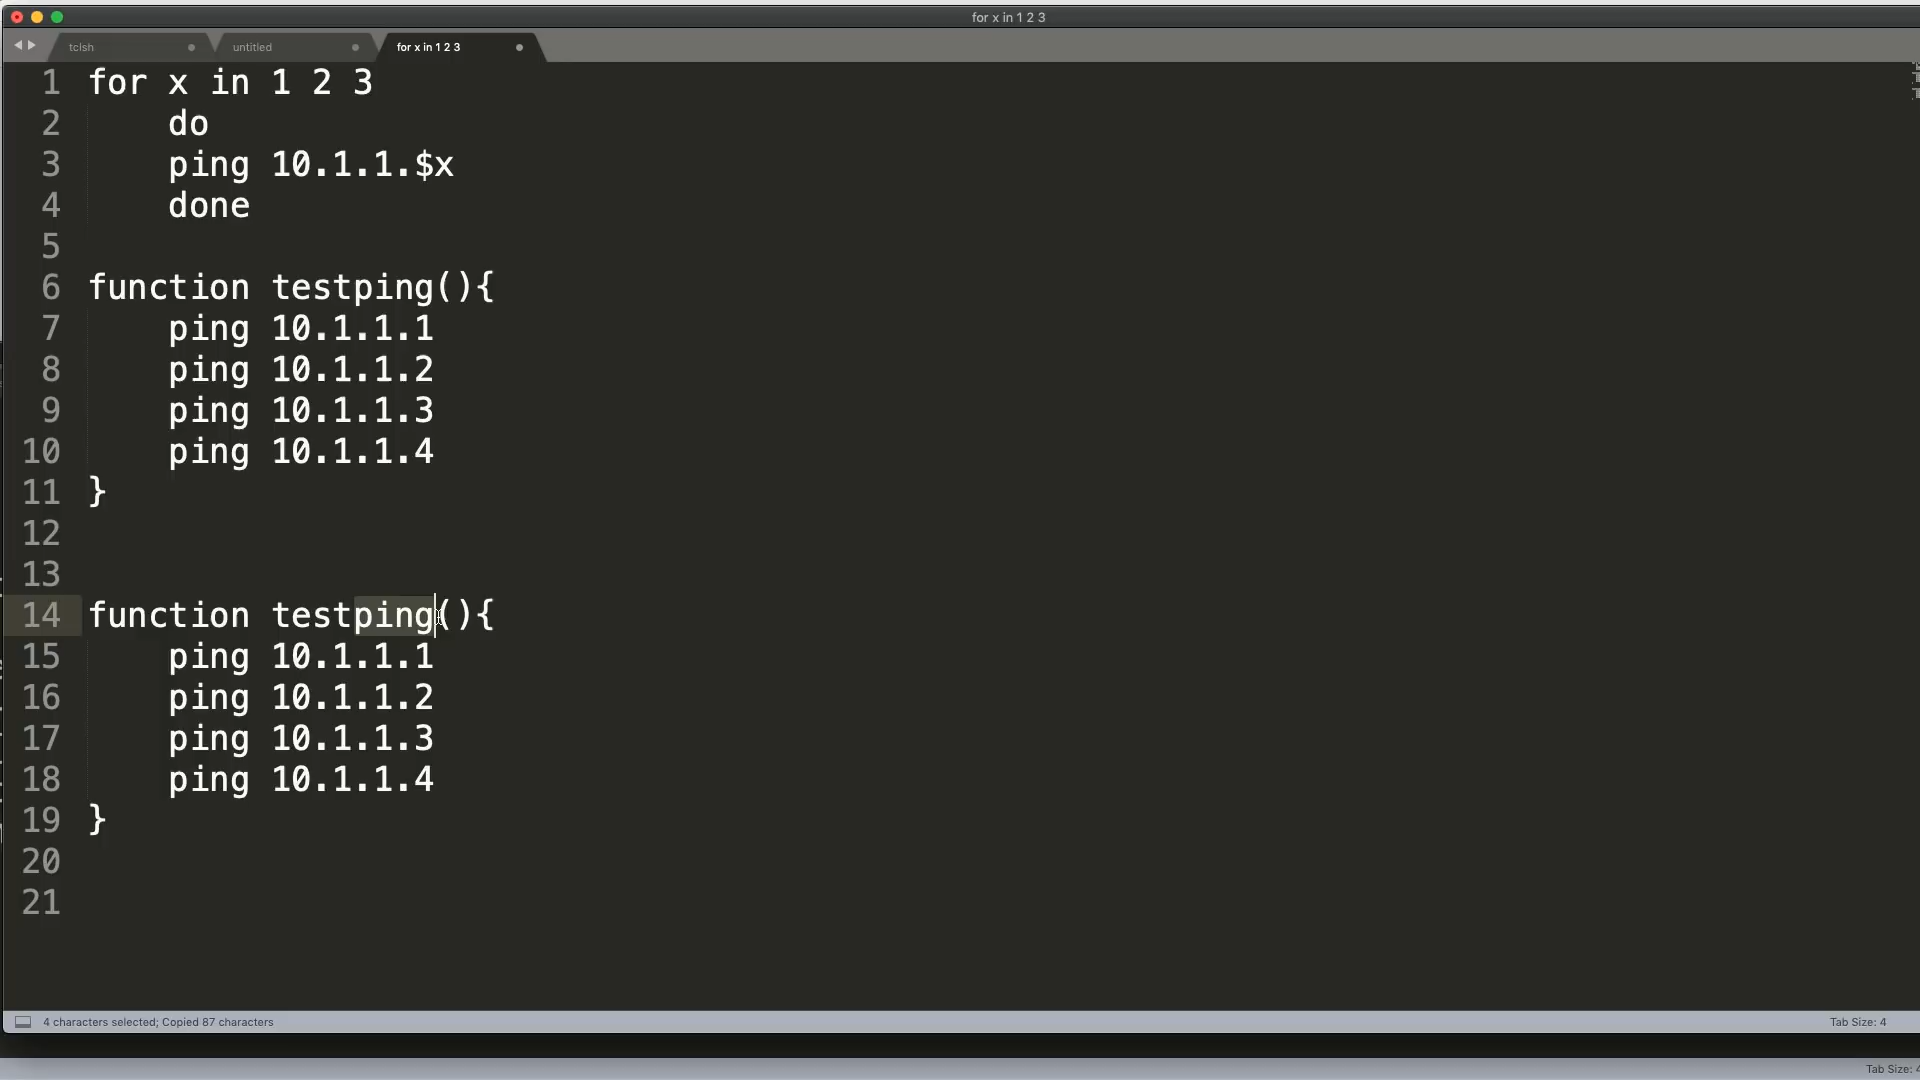 for x in 1 2 3
tclsh
untitled
for x in 1 2 3
1 for x in 1 2 3
2 do
3 ping 10.1.1.$x
4 done
5
6 function testping(){
7 ping 10.1.1.1
8 ping 10.1.1.2
9 ping 10.1.1.3
10 ping 10.1.1.4
11 }
12
13
14 function testping(){
15 ping 10.1.1.1
16 ping 10.1.1.2
17 ping 10.1.1.3
18 ping 10.1.1.4
19 }
20
21
4 characters selected; Copied 87 characters
Tab Size: 4
Tab Size: 4